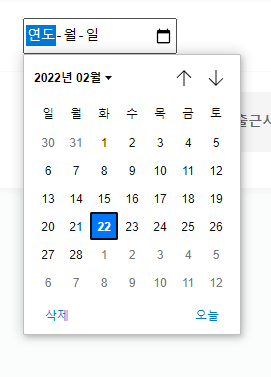 연도-월-일
2022년 02월
일 월 화 수 목 금 토
30 31 1 2 3 4 5
6 7 8 9 10 11 12
출근시
13 14 15 16 17 18 19
20 21 22 23 24 25 26
27 28 1 2 3 4 5
6 7 8 9 10 11 12
삭제 오늘